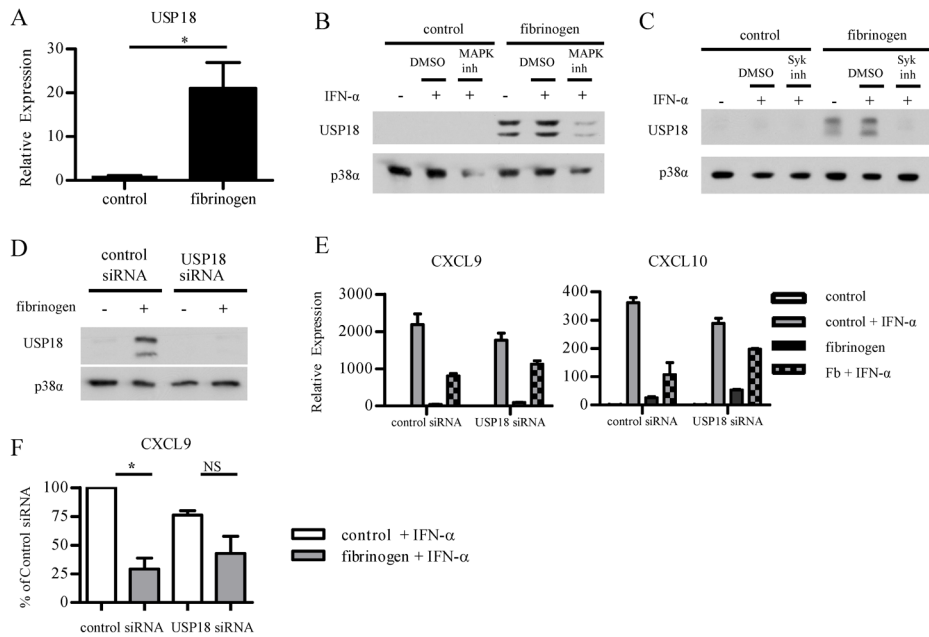 A
USP18
*
30
20
10
0
Relative Expression
control
fibrinogen
B
control
fibrinogen
DMSO
MAPK
inh
DMSO
MAPK
inh
IFN-α
- + + - + +
USP18
p38α
C
control
fibrinogen
DMSO
Syk
inh
DMSO
Syk
inh
IFN-α
- + + - + +
USP18
p38α
D
control
siRNA
USP18
siRNA
fibrinogen
- + - +
USP18
p38α
E
CXCL9
3000
2000
1000
0
Relative Expression
control siRNA
USP18 siRNA
CXCL10
400
300
200
100
0
control siRNA
USP18 siRNA
control
control + IFN-α
fibrinogen
Fb + IFN-α
F
CXCL9
*
NS
100
75
50
25
0
% of Control siRNA
control siRNA
USP18 siRNA
control + IFN-α
fibrinogen + IFN-α